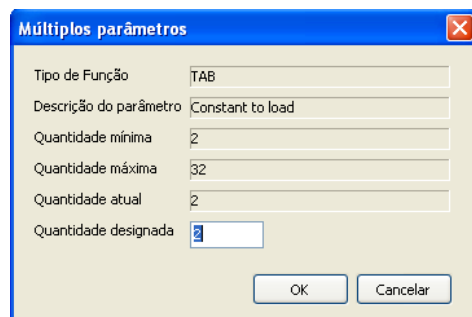 Múltiplos parâmetros
Tipo de Função TAB
Descrição do parâmetro Constant to load
Quantidade mínima 2
Quantidade máxima 32
Quantidade atual 2
Quantidade designada 2
OK Cancelar